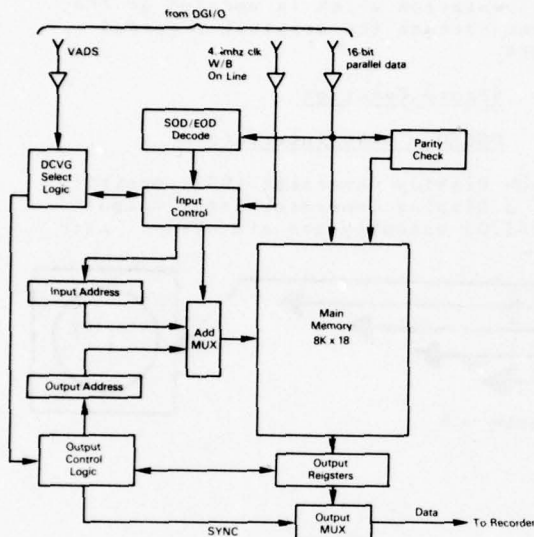 from DGI/O
VADS
4. mhz clk
W/B
On Line
16-bit
parallel data
SOD/EOD
Decode
Parity
Check
DCVG
Select
Logic
Input
Control
Input Address
Add
MUX
Main
Memory
8K x 18
Output Address
Output
Control
Logic
Output
Reigsters
Output
MUX
Data
To Recorder
SYNC